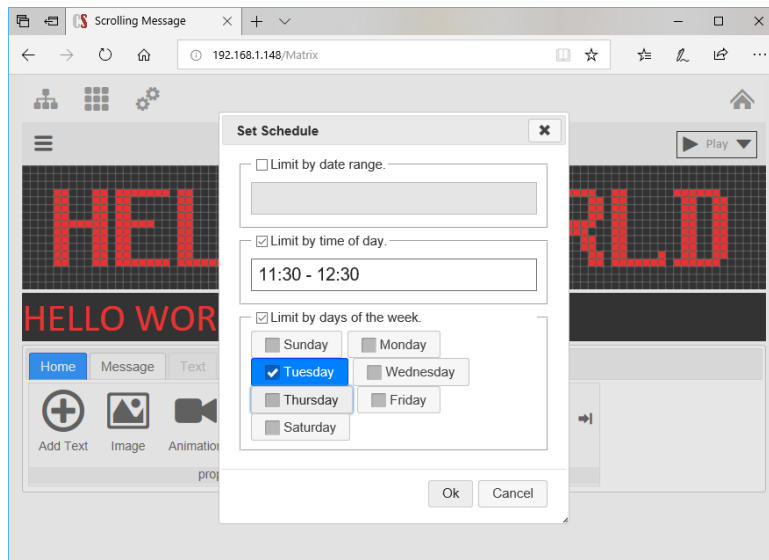 Scrolling Message
192.168.1.148/Matrix
Set Schedule
Play
Limit by date range.
Limit by time of day.
11:30 - 12:30
HELLO WOR
Limit by days of the week.
Sunday Monday
Tuesday Wednesday
Thursday Friday
Saturday
Home Message Text
Add Text Image Animation
prop
Ok Cancel